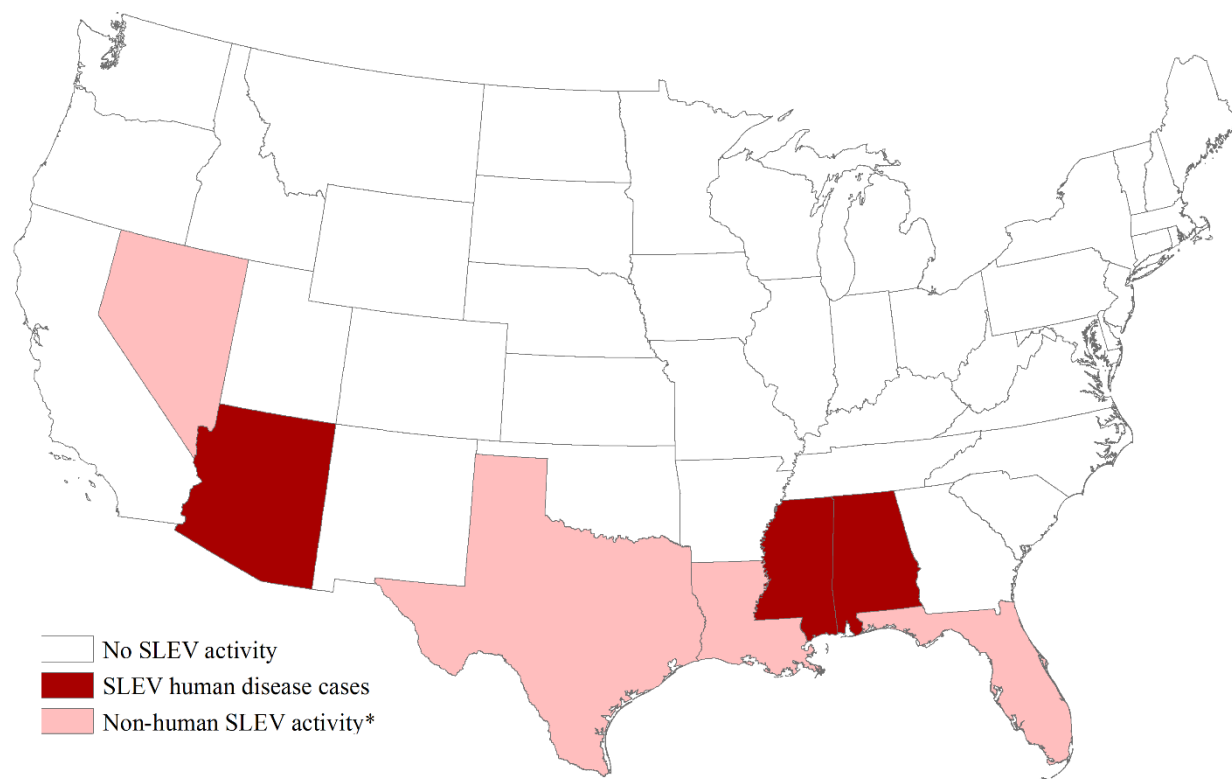 No SLEV activity
SLEV human disease cases
Non-human SLEV activity*